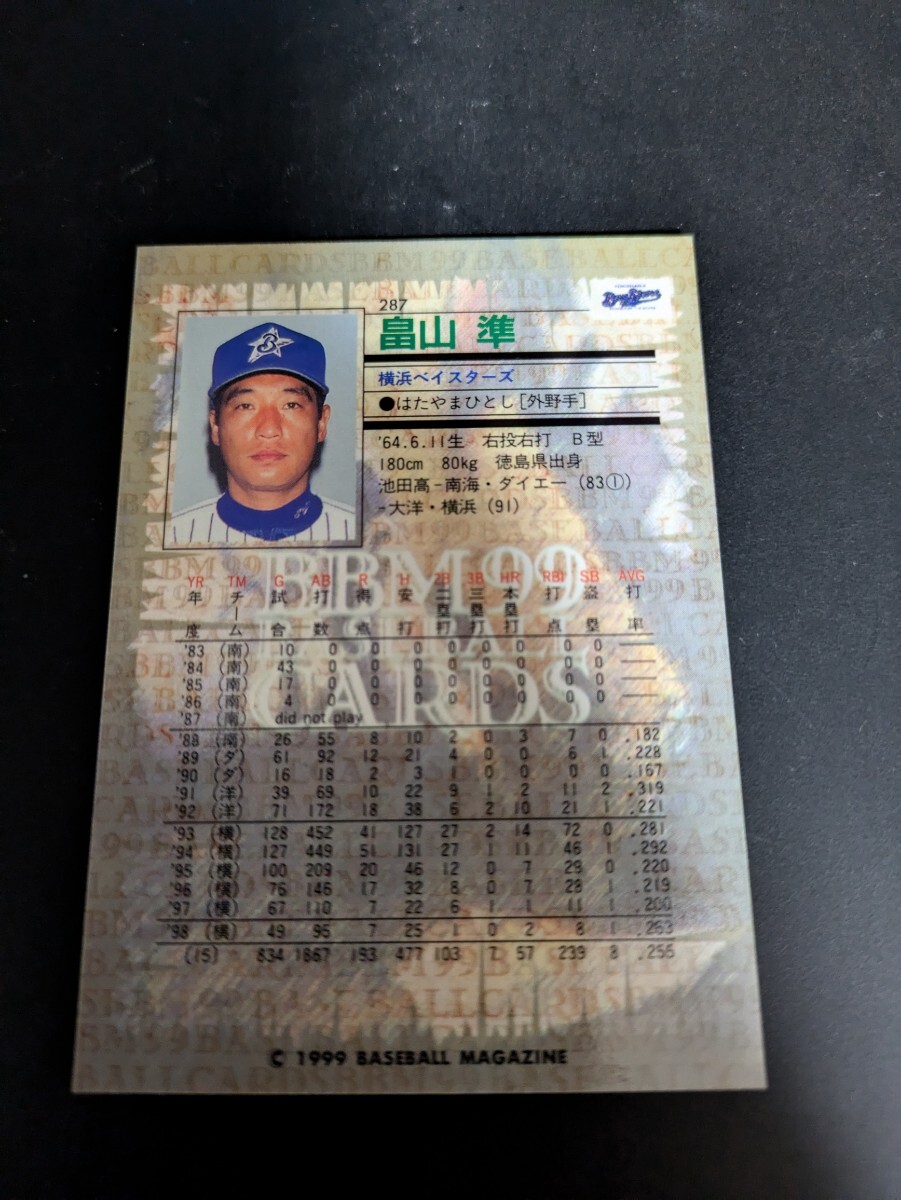 287
畠山 準
BayStars
横浜ベイスターズ
●はたやまひとし[外野手]
'64.6.11生 右投右打 B型
180cm 80kg 徳島県出身
池田高-南海・ダイエー(83①)
-大洋・横浜(91)
BBM 99
BASEBALL
CARDS
YR TM G AB R H 2B 3B HR RBI SB AVG
年度 チーム 試合 打数 得点 安打 二塁打 三塁打 本塁打 打点 盗塁 打率
'83 (南) 10 0 0 0 0 0 0 0 0 —
'84 (南) 43 0 0 0 0 0 0 0 0 —
'85 (南) 17 0 0 0 0 0 0 0 0 —
'86 (南) 4 0 0 0 0 0 0 0 0 —
'87 (南) did not play
'88 (南) 26 55 8 10 2 0 3 7 0 .182
'89 (ダ) 61 92 12 21 4 0 0 6 1 .228
'90 (ダ) 16 18 2 3 1 0 0 0 0 .167
'91 (洋) 39 69 10 22 9 1 2 11 2 .319
'92 (洋) 71 172 18 38 6 2 10 21 1 .221
'93 (横) 128 452 41 127 27 2 14 72 0 .281
'94 (横) 127 449 51 131 27 1 11 46 1 .292
'95 (横) 100 209 20 46 12 0 7 29 0 .220
'96 (横) 76 146 17 32 8 0 7 28 1 .219
'97 (横) 67 110 7 22 6 1 1 11 1 .200
'98 (横) 49 95 7 25 1 0 2 8 1 .263
(15) 834 1867 193 477 103 7 57 239 8 .255
© 1999 BASEBALL MAGAZINE